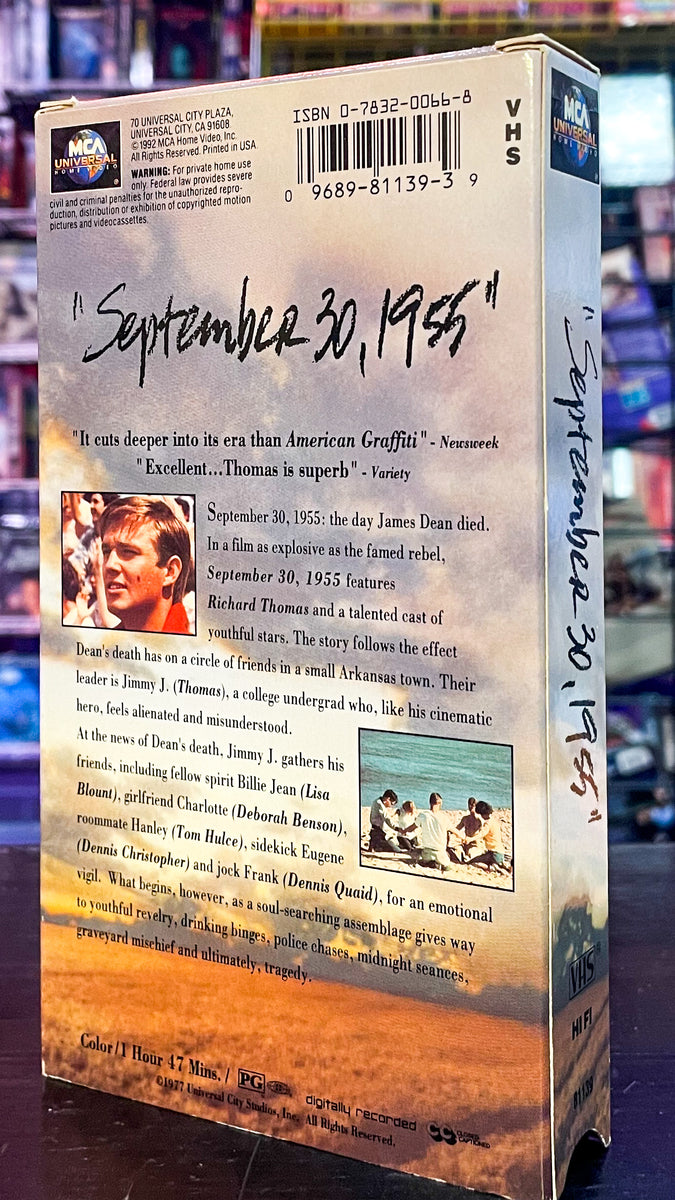 MCA
UNIVERSAL
HOME VIDEO
®
70 UNIVERSAL CITY PLAZA,
UNIVERSAL CITY, CA 91608
©1992 MCA Home Video, Inc.
All Rights Reserved. Printed in USA
WARNING: For private home use
only. Federal law provides severe
civil and criminal penalties for the unauthorized repro-
duction, distribution or exhibition of copyrighted motion
pictures and videocassettes.
ISBN 0-7832-0066-8
0 9689-81139-3 9
VHS
"September 30, 1955"
"It cuts deeper into its era than American Graffiti" - Newsweek
"Excellent...Thomas is superb" - Variety
September 30, 1955: the day James Dean died.
In a film as explosive as the famed rebel,
September 30, 1955 features
Richard Thomas and a talented cast of
youthful stars. The story follows the effect
Dean's death has on a circle of friends in a small Arkansas town. Their
leader is Jimmy J. (Thomas), a college undergrad who, like his cinematic
hero, feels alienated and misunderstood.
At the news of Dean's death, Jimmy J. gathers his
friends, including fellow spirit Billie Jean (Lisa
Blount), girlfriend Charlotte (Deborah Benson),
roommate Hanley (Tom Hulce), sidekick Eugene
(Dennis Christopher) and jock Frank (Dennis Quaid), for an emotional
vigil. What begins, however, as a soul-searching assemblage gives way
to youthful revelry, drinking binges, police chases, midnight seances,
graveyard mischief and ultimately, tragedy.
Color/1 Hour 47 Mins. / PG
©1977 Universal City Studios, Inc. All Rights Reserved.
digitally recorded
CC CLOSED CAPTIONED
MCA
UNIVERSAL
HOME VIDEO
"September 30, 1955"
VHS
HI FI
81139